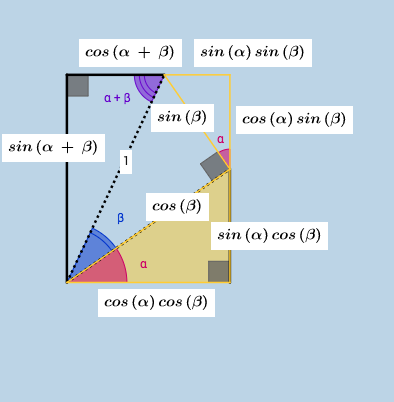 cos (α + β)
sin (α) sin (β)
α + β
sin (β)
cos (α) sin (β)
α
sin (α + β)
1
cos (β)
β
sin (α) cos (β)
α
cos (α) cos (β)